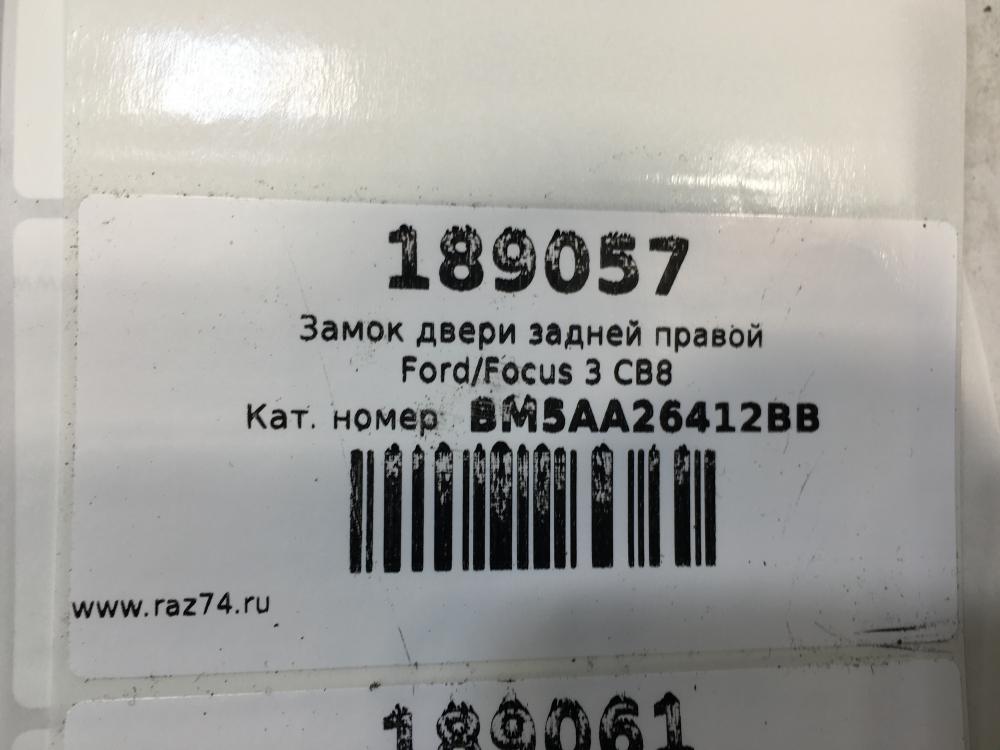 189057
Замок двери задней правой
Ford/Focus 3 CB8
Кат. номер BM5AA26412BB
www.raz74.ru
189061